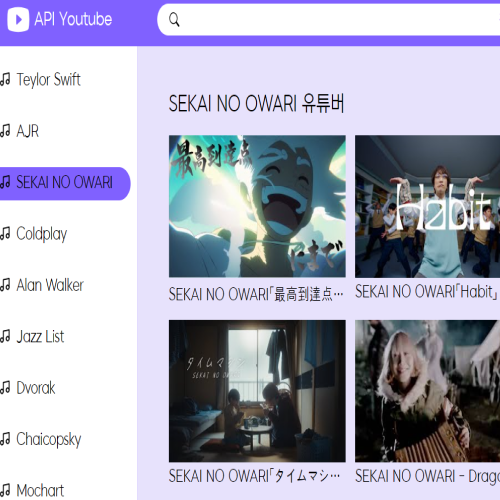 API Youtube
Teylor Swift
AJR
SEKAI NO OWARI
Coldplay
Alan Walker
Jazz List
Dvorak
Chaicopsky
Mochart
SEKAI NO OWARI 유튜버
最高到達点
SEKAI NO OWARI「最高到達点…
Habit
SEKAI NO OWARI「Habit」
タイムマシン
SEKAI NO OWARI
SEKAI NO OWARI「タイムマシ…
SEKAI NO OWARI - Drago